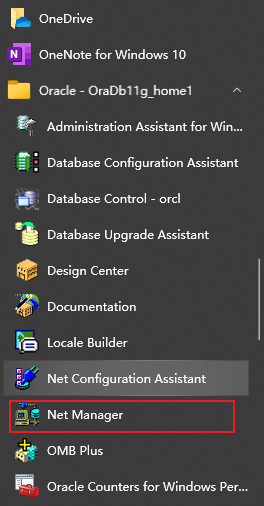 OneDrive
OneNote for Windows 10
Oracle - OraDb11g_home1
Administration Assistant for Win...
Database Configuration Assistant
Database Control - orcl
Database Upgrade Assistant
Design Center
Documentation
Locale Builder
Net Configuration Assistant
Net Manager
OMB Plus
Oracle Counters for Windows Per...